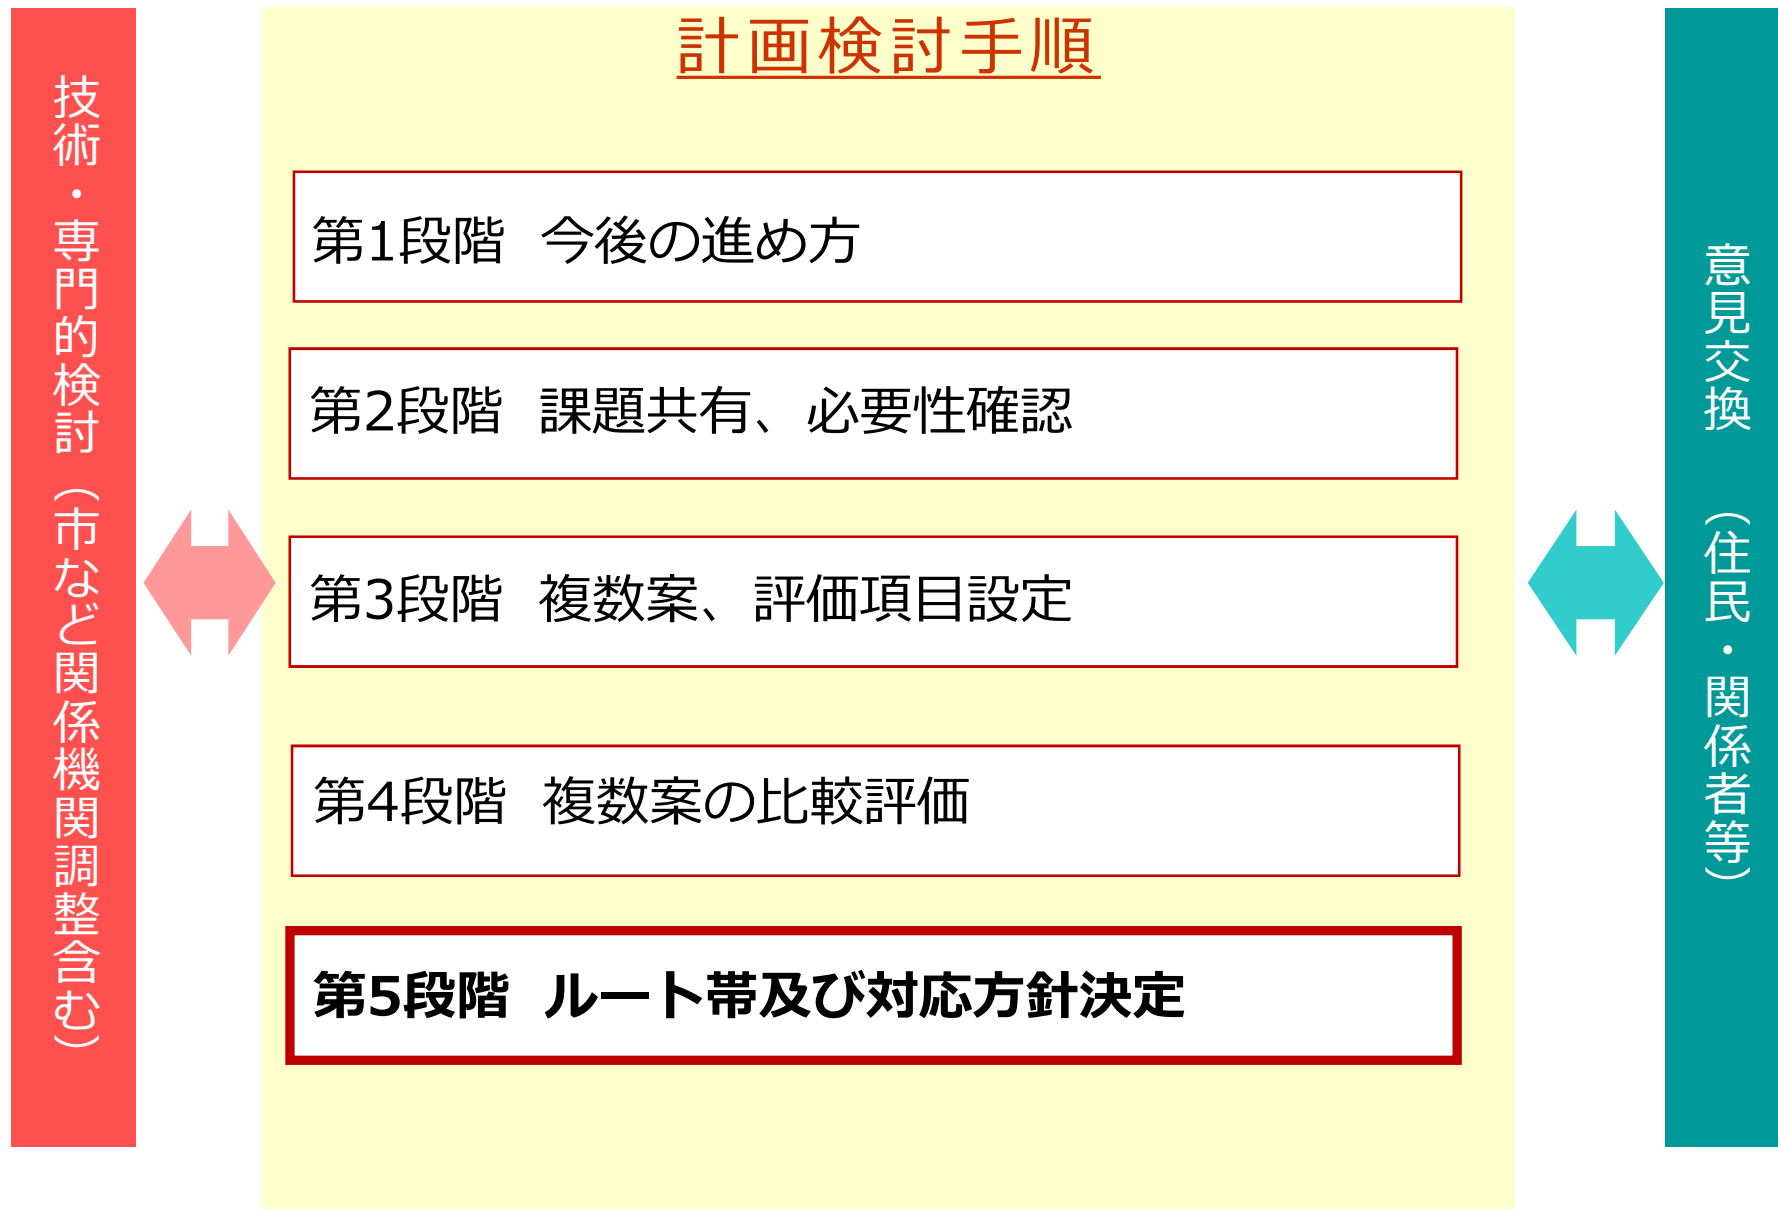 計画検討手順
技術・専門的検討（市など関係機関調整含む）
第1段階　今後の進め方
第2段階　課題共有、必要性確認
第3段階　複数案、評価項目設定
第4段階　複数案の比較評価
第5段階　ルート帯及び対応方針決定
意見交換　（住民・関係者等）